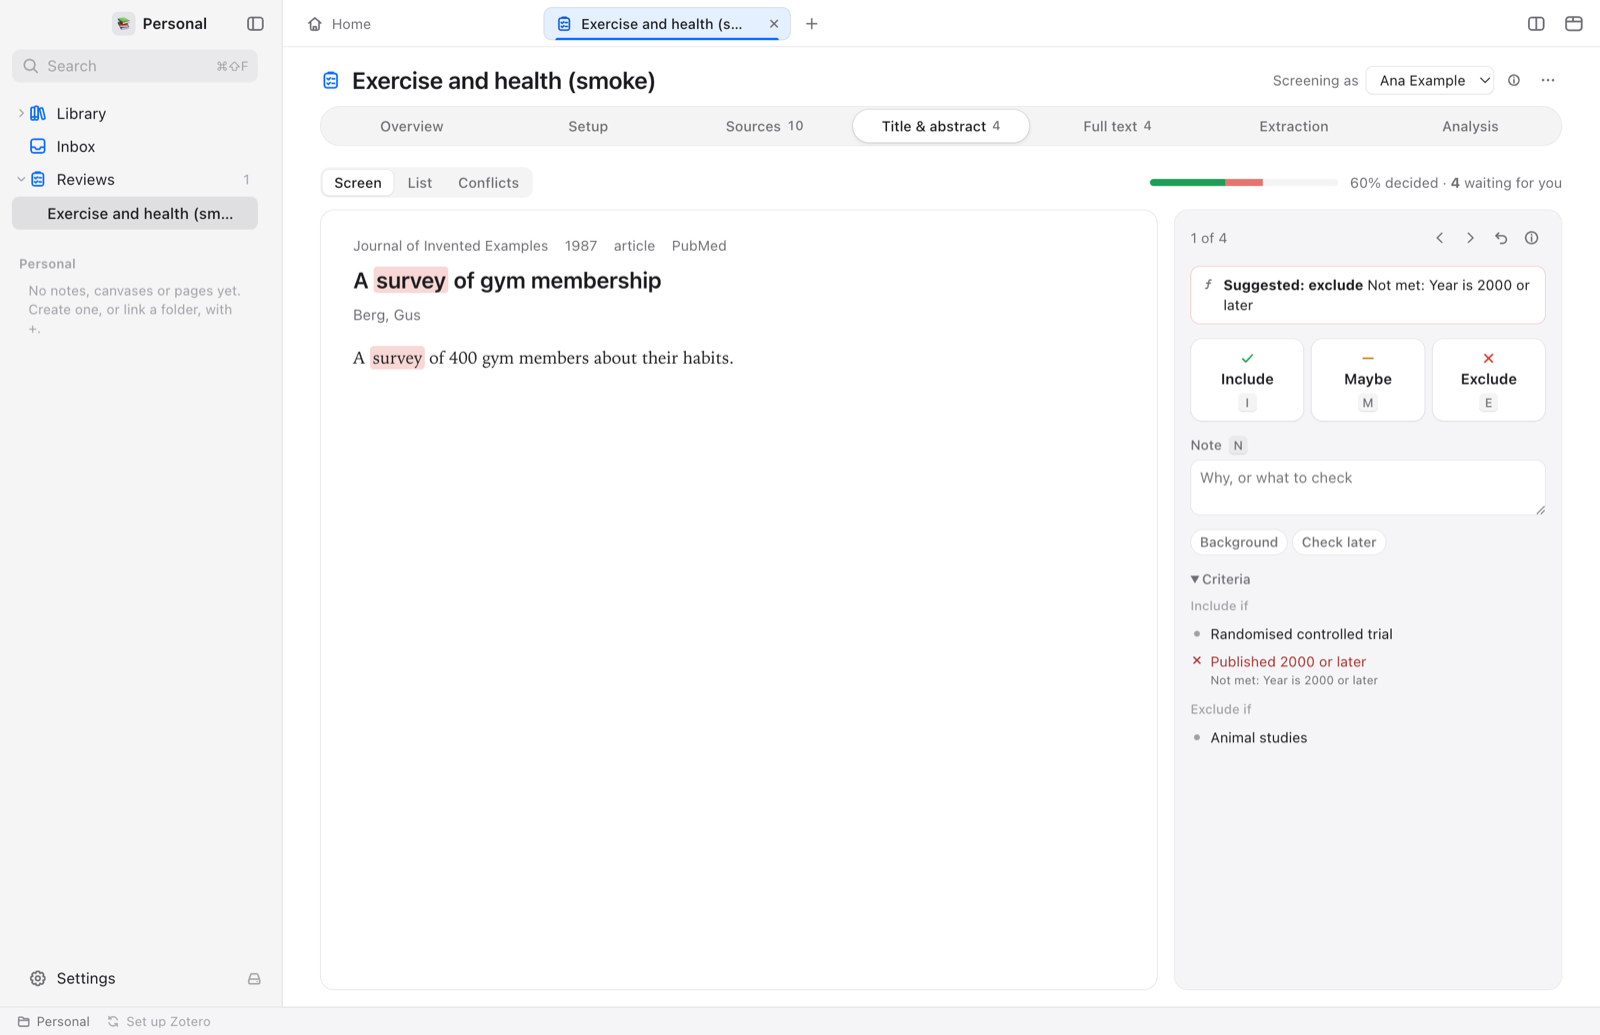 Personal
Search ⌘⇧F
Library
Inbox
Reviews 1
Exercise and health (sm...
Personal
No notes, canvases or pages yet.
Create one, or link a folder, with
+.
Settings
Personal
Set up Zotero
Home
Exercise and health (s...
Exercise and health (smoke)
Screening as Ana Example
Overview
Setup
Sources 10
Title & abstract 4
Full text 4
Extraction
Analysis
Screen
List
Conflicts
60% decided · 4 waiting for you
Journal of Invented Examples 1987 article PubMed
A survey of gym membership
Berg, Gus
A survey of 400 gym members about their habits.
1 of 4
Suggested: exclude Not met: Year is 2000 or
later
Include
I
Maybe
M
Exclude
E
Note N
Why, or what to check
Background
Check later
Criteria
Include if
Randomised controlled trial
Published 2000 or later
Not met: Year is 2000 or later
Exclude if
Animal studies